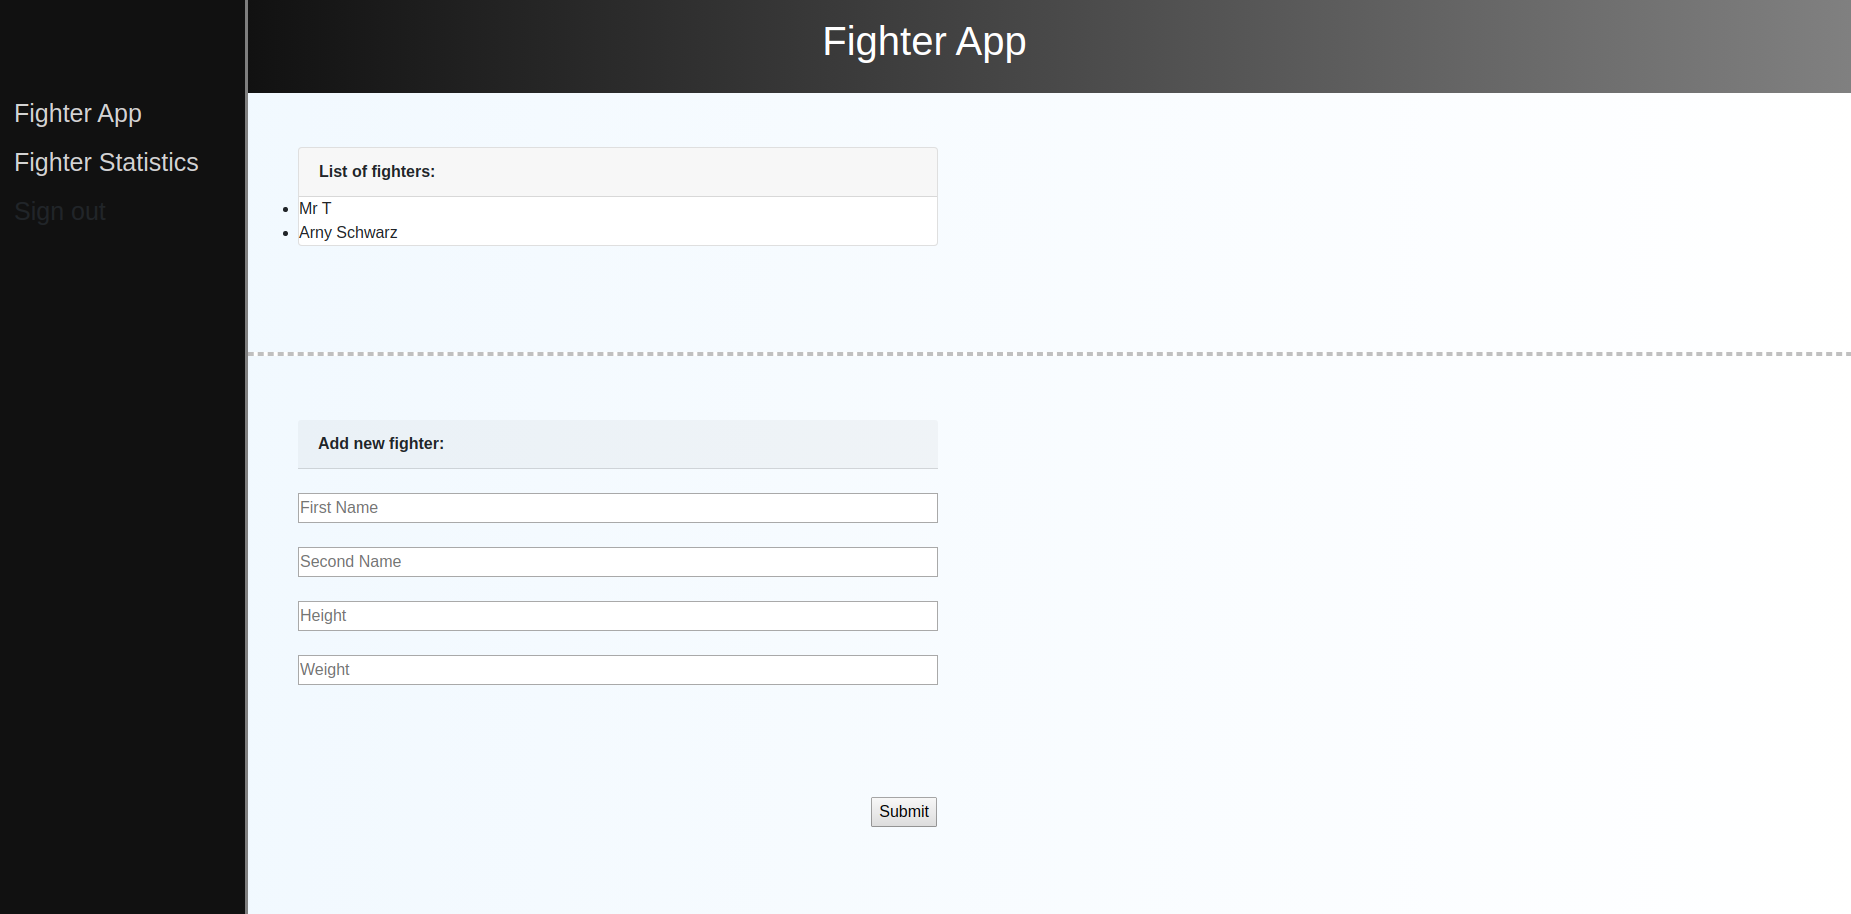 Fighter App
Fighter App
Fighter Statistics
Sign out
List of fighters:
Mr T
Arny Schwarz
Add new fighter:
First Name
Second Name
Height
Weight
Submit